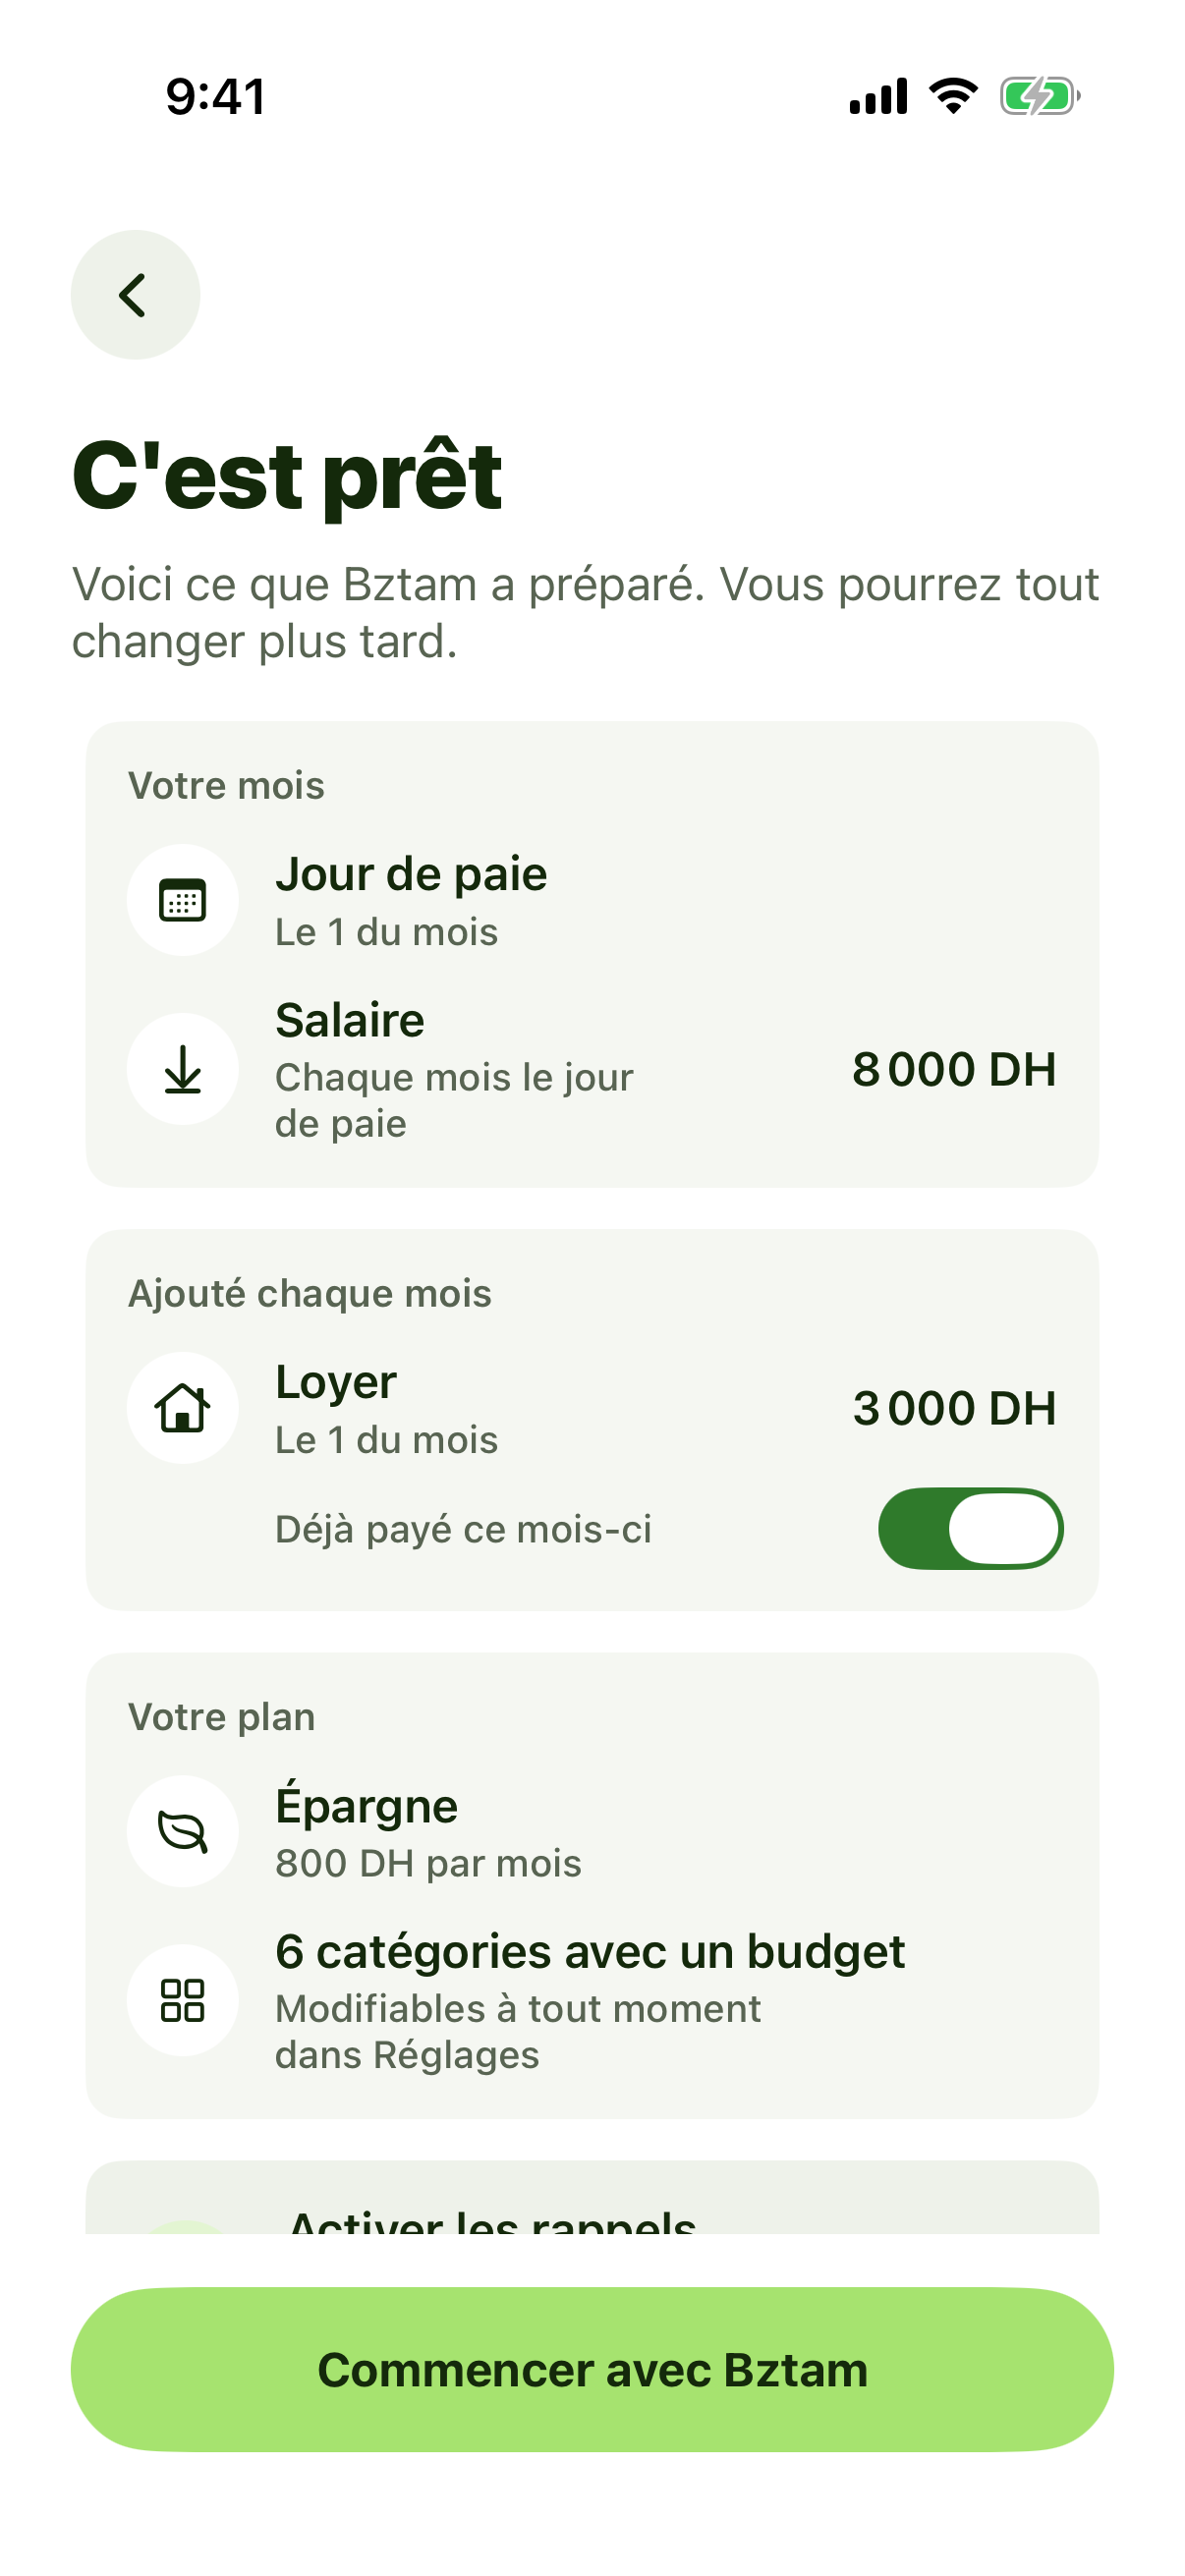 9:41
C'est prêt
Voici ce que Bztam a préparé. Vous pourrez tout
changer plus tard.
Votre mois
Jour de paie
Le 1 du mois
Salaire
Chaque mois le jour
de paie
8 000 DH
Ajouté chaque mois
Loyer
Le 1 du mois
3 000 DH
Déjà payé ce mois-ci
Votre plan
Épargne
800 DH par mois
6 catégories avec un budget
Modifiables à tout moment
dans Réglages
Activer les rappels
Commencer avec Bztam